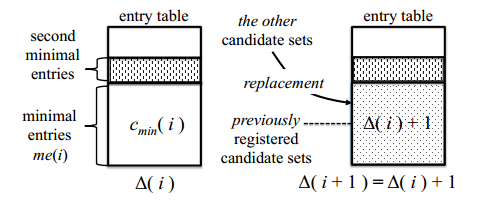 entry table
second
minimal
entries
minimal
entries
me(i)
c_min( i )
Δ( i )
entry table
the other
candidate sets
replacement
previously
registered
candidate sets
Δ( i ) + 1
Δ( i + 1 ) = Δ( i ) + 1